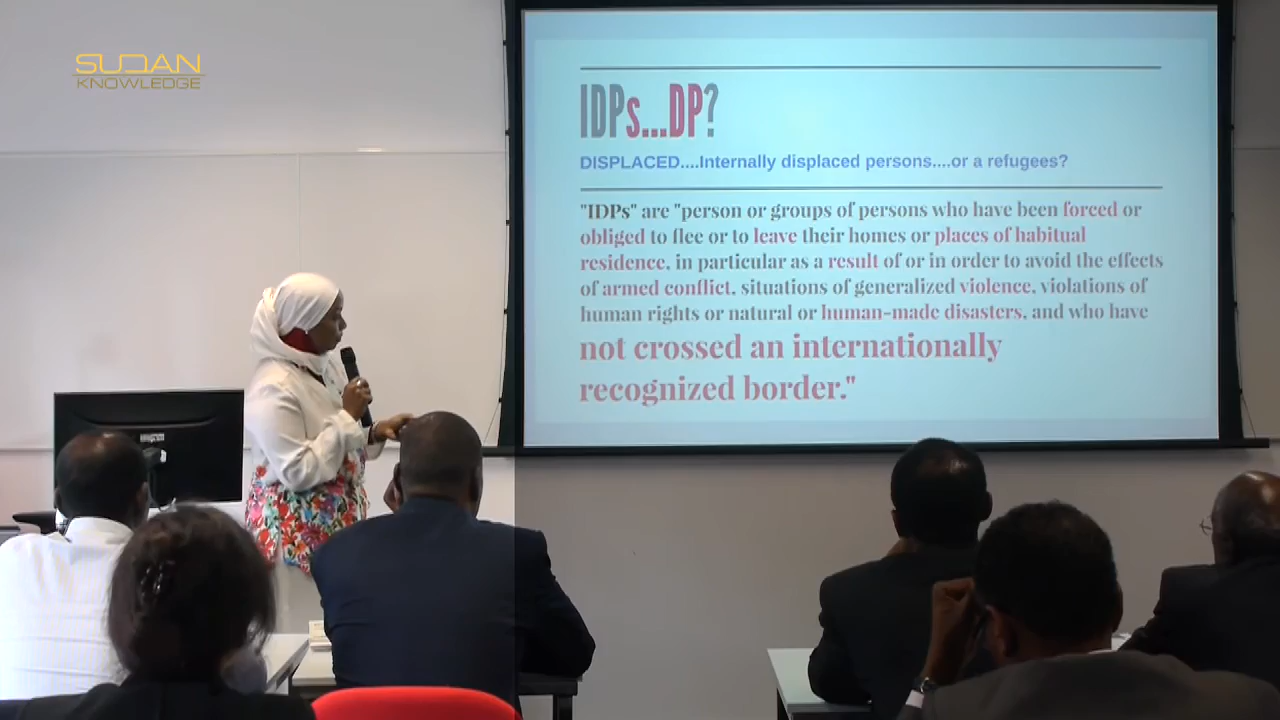 SUDAN
KNOWLEDGE
IDPs...DP?
DISPLACED....Internally displaced persons....or a refugees?
"IDPs" are "person or groups of persons who have been forced or
obliged to flee or to leave their homes or places of habitual
residence, in particular as a result of or in order to avoid the effects
of armed conflict, situations of generalized violence, violations of
human rights or natural or human-made disasters, and who have
not crossed an internationally
recognized border."